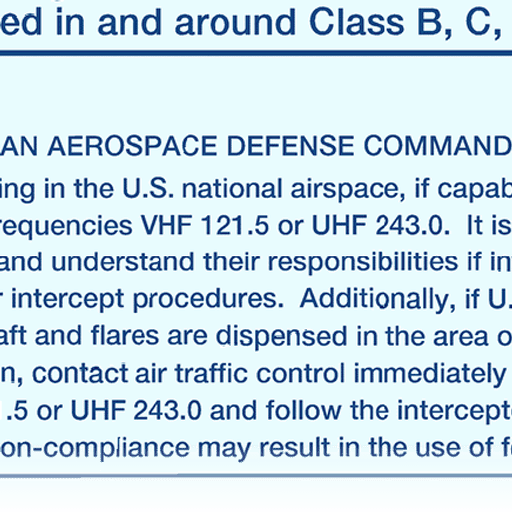 ed in and around Class B, C,
AN AEROSPACE DEFENSE COMMAND
ing in the U.S. national airspace, if capab
requencies VHF 121.5 or UHF 243.0. It is
and understand their responsibilities if in
r intercept procedures. Additionally, if U.
aft and flares are dispensed in the area o
n, contact air traffic control immediately
.5 or UHF 243.0 and follow the intercept
on-compliance may result in the use of f